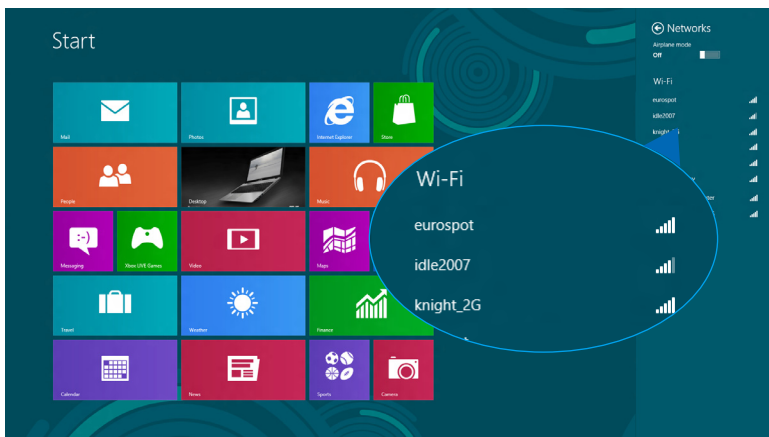 Start
Mail
Photos
Internet Explorer
Store
People
Desktop
Music
Messaging
Xbox LIVE Games
Video
Maps
Travel
Weather
Finance
Calendar
News
Sports
Camera
Networks
Airplane mode
Off
Wi-Fi
eurospot
idle2007
Wi-Fi
eurospot
idle2007
knight_2G